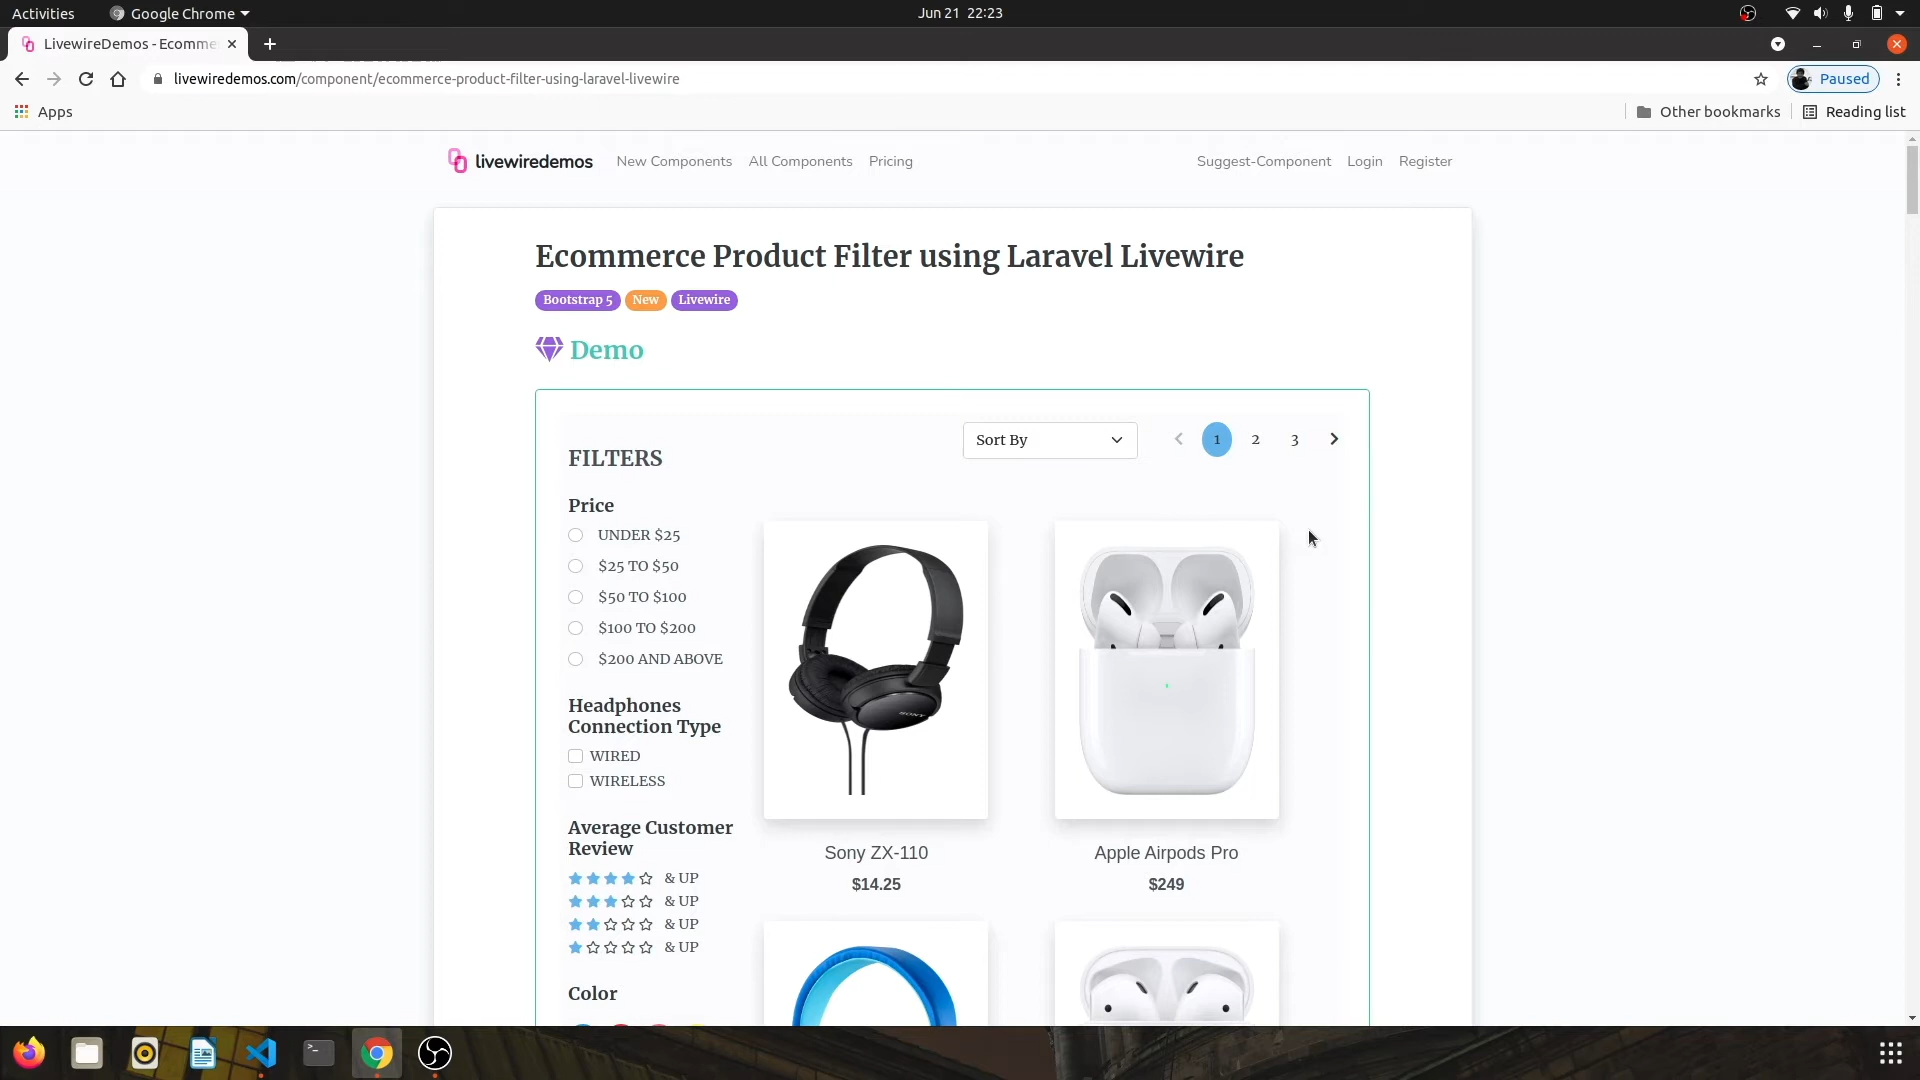 Activities
Google Chrome
Jun 21 22:23
LivewireDemos - Ecomme
livewiredemos.com/component/ecommerce-product-filter-using-laravel-livewire
Paused
Apps
Other bookmarks
Reading list
livewiredemos
New Components
All Components
Pricing
Suggest-Component
Login
Register
Ecommerce Product Filter using Laravel Livewire
Bootstrap 5
New
Livewire
Demo
Sort By
1
2
3
FILTERS
Price
UNDER $25
$25 TO $50
$50 TO $100
$100 TO $200
$200 AND ABOVE
Headphones
Connection Type
WIRED
WIRELESS
Average Customer
Review
& UP
& UP
& UP
& UP
Color
SONY
Sony ZX-110
$14.25
Apple Airpods Pro
$249